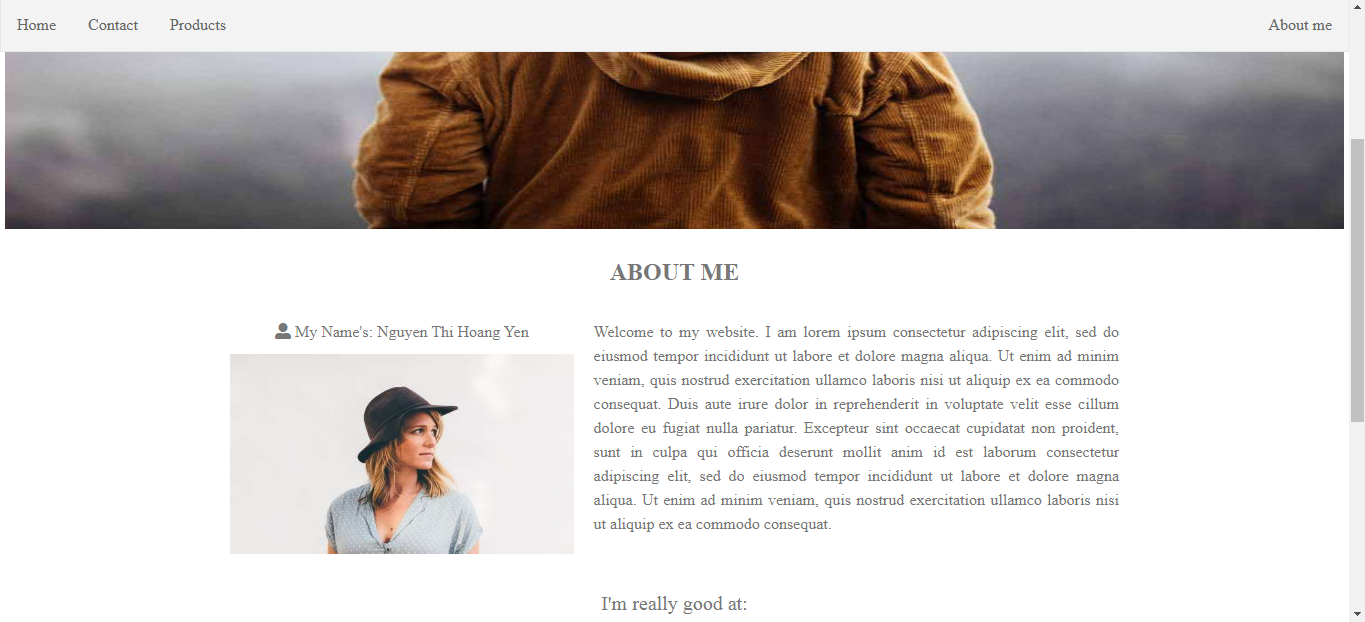 Home Contact Products About me
ABOUT ME
My Name's: Nguyen Thi Hoang Yen
Welcome to my website. I am lorem ipsum consectetur adipiscing elit, sed do
eiusmod tempor incididunt ut labore et dolore magna aliqua. Ut enim ad minim
veniam, quis nostrud exercitation ullamco laboris nisi ut aliquip ex ea commodo
consequat. Duis aute irure dolor in reprehenderit in voluptate velit esse cillum
dolore eu fugiat nulla pariatur. Excepteur sint occaecat cupidatat non proident,
sunt in culpa qui officia deserunt mollit anim id est laborum consectetur
adipiscing elit, sed do eiusmod tempor incididunt ut labore et dolore magna
aliqua. Ut enim ad minim veniam, quis nostrud exercitation ullamco laboris nisi
ut aliquip ex ea commodo consequat.
I'm really good at: